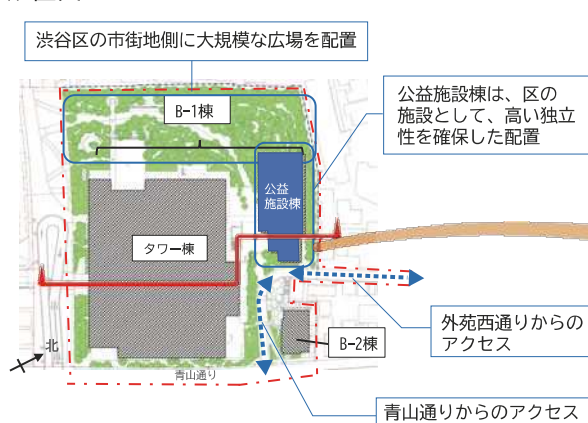 渋谷区の市街地側に大規模な広場を配置
B-1棟
公益施設棟は、区の
施設として、高い独立
性を確保した配置
公益
施設棟
タワー棟
外苑西通りからの
アクセス
B-2棟
北
青山通り
青山通りからのアクセス